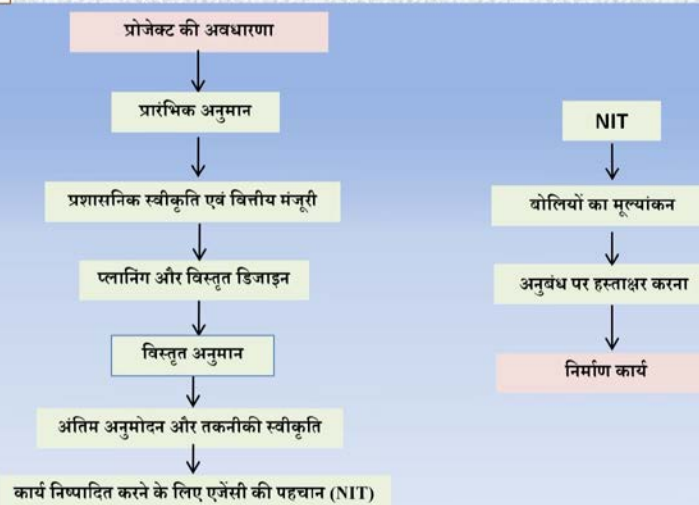 प्रोजेक्ट की अवधारणा
प्रारंभिक अनुमान
प्रशासनिक स्वीकृति एवं वित्तीय मंजूरी
प्लानिंग और विस्तृत डिजाइन
विस्तृत अनुमान
अंतिम अनुमोदन और तकनीकी स्वीकृति
कार्य निष्पादित करने के लिए एजेंसी की पहचान (NIT)
NIT
बोलियों का मूल्यांकन
अनुबंध पर हस्ताक्षर करना
निर्माण कार्य